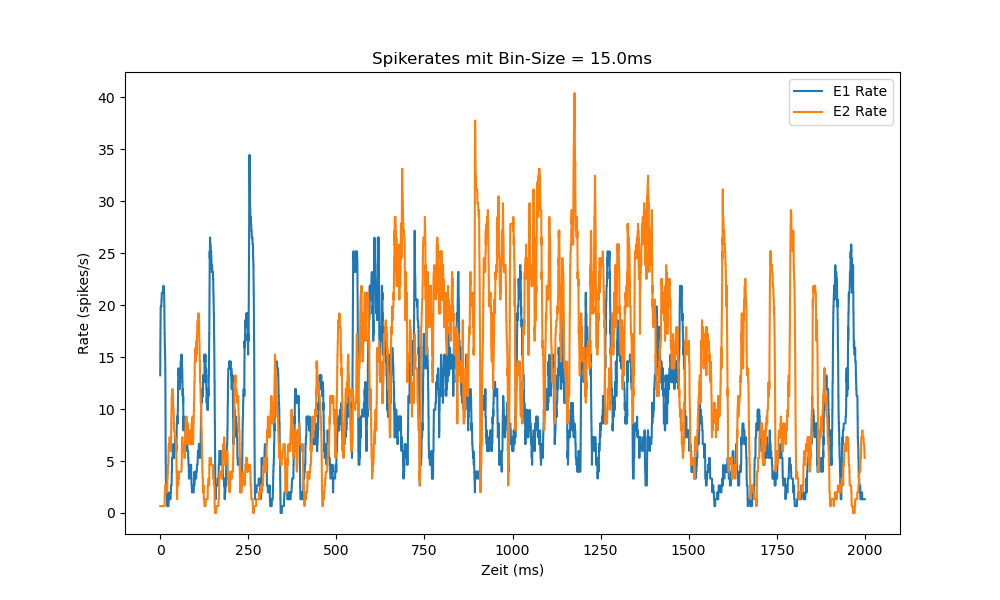 Spikerates mit Bin-Size = 15.0ms
E1 Rate
E2 Rate
40
35
30
25
20
15
10
5
0
Rate (spikes/s)
0 250 500 750 1000 1250 1500 1750 2000
Zeit (ms)